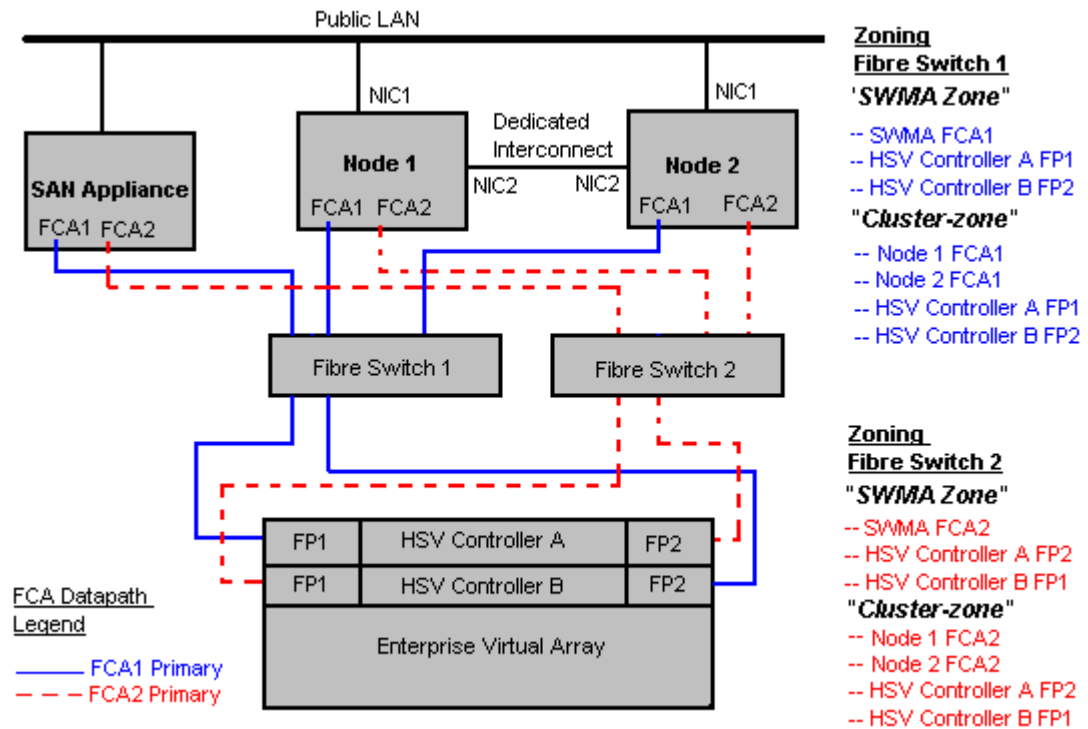 Public LAN
NIC1
NIC1
Dedicated
Interconnect
Node 1
Node 2
NIC2
NIC2
SAN Appliance
FCA1 FCA2
FCA1 FCA2
FCA1 FCA2
Fibre Switch 1
Fibre Switch 2
FP1 HSV Controller A FP2
FP1 HSV Controller B FP2
Enterprise Virtual Array
FCA Datapath
Legend
FCA1 Primary
FCA2 Primary
Zoning
Fibre Switch 1
'SWMA Zone"
-- SWMA FCA1
-- HSV Controller A FP1
-- HSV Controller B FP2
"Cluster-zone"
-- Node 1 FCA1
-- Node 2 FCA1
-- HSV Controller A FP1
-- HSV Controller B FP2
Zoning
Fibre Switch 2
"SWMA Zone"
-- SWMA FCA2
-- HSV Controller A FP2
-- HSV Controller B FP1
"Cluster-zone"
-- Node 1 FCA2
-- Node 2 FCA2
-- HSV Controller A FP2
-- HSV Controller B FP1